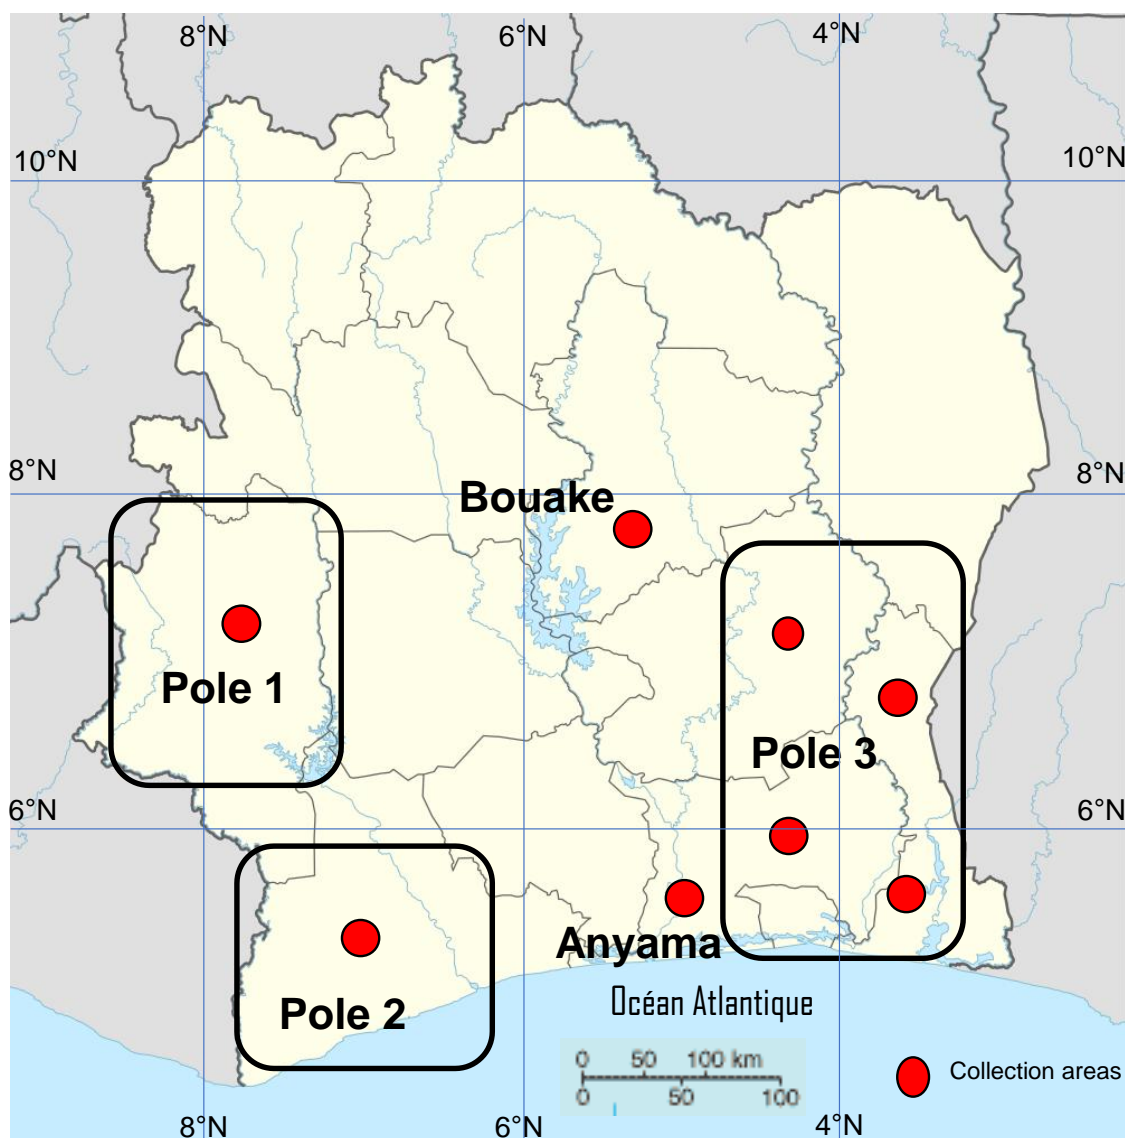 8°N 6°N 4°N
10°N 10°N
8°N 8°N
Bouake
Pole 1
Pole 3
6°N 6°N
Anyama
Pole 2
Océan Atlantique
0 50 100 km
0 50 100
Collection areas
8°N 6°N 4°N